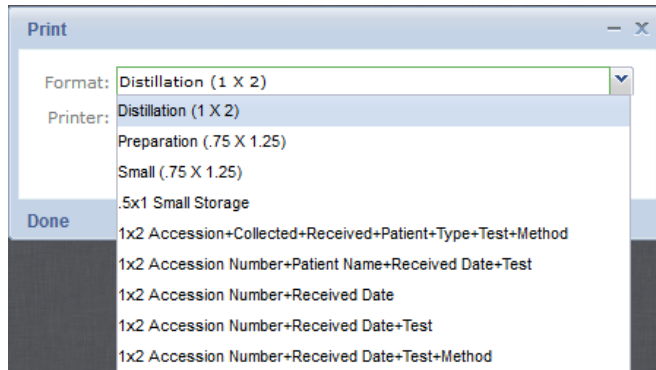 Print
Format: Distillation (1 X 2)
Printer: Distillation (1 X 2)
Preparation (.75 X 1.25)
Small (.75 X 1.25)
.5x1 Small Storage
Done
1x2 Accession+Collected+Received+Patient+Type+Test+Method
1x2 Accession Number+Patient Name+Received Date+Test
1x2 Accession Number+Received Date
1x2 Accession Number+Received Date+Test
1x2 Accession Number+Received Date+Test+Method